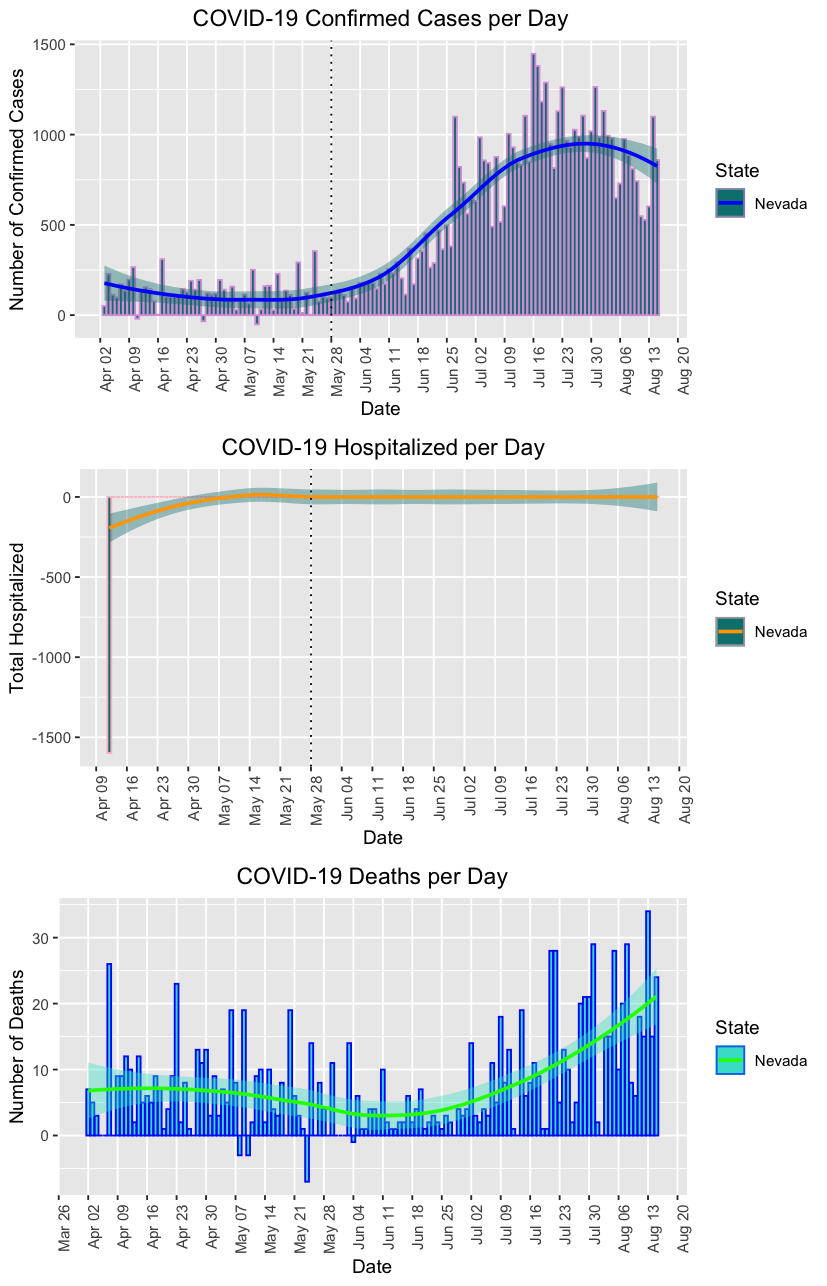 COVID-19 Confirmed Cases per Day
Number of Confirmed Cases
1500
1000
500
0
Apr 02 Apr 09 Apr 16 Apr 23 Apr 30 May 07 May 14 May 21 May 28 Jun 04 Jun 11 Jun 18 Jun 25 Jul 02 Jul 09 Jul 16 Jul 23 Jul 30 Aug 06 Aug 13 Aug 20
Date
State
Nevada
COVID-19 Hospitalized per Day
Total Hospitalized
0
-500
-1000
-1500
Apr 09 Apr 16 Apr 23 Apr 30 May 07 May 14 May 21 May 28 Jun 04 Jun 11 Jun 18 Jun 25 Jul 02 Jul 09 Jul 16 Jul 23 Jul 30 Aug 06 Aug 13 Aug 20
Date
State
Nevada
COVID-19 Deaths per Day
Number of Deaths
30
20
10
0
Mar 26 Apr 02 Apr 09 Apr 16 Apr 23 Apr 30 May 07 May 14 May 21 May 28 Jun 04 Jun 11 Jun 18 Jun 25 Jul 02 Jul 09 Jul 16 Jul 23 Jul 30 Aug 06 Aug 13 Aug 20
Date
State
Nevada